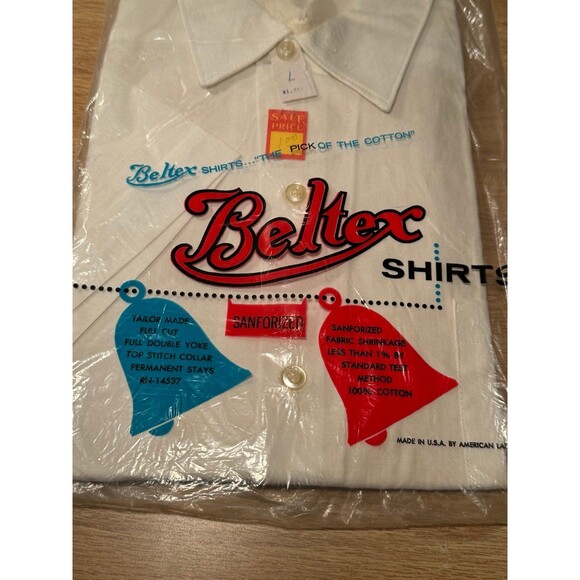 L
SALE
PRICE
Beltex SHIRTS..."THE PICK OF THE COTTON"
Beltex
SHIRTS
SANFORIZED
TAILOR MADE
FULL CUT
FULL DOUBLE YOKE
TOP STITCH COLLAR
PERMANENT STAYS
RN-14537
SANFORIZED
FABRIC SHRINKAGE
LESS THAN 1% BY
STANDARD TEST
METHOD
100% COTTON
MADE IN U.S.A. BY AMERICAN